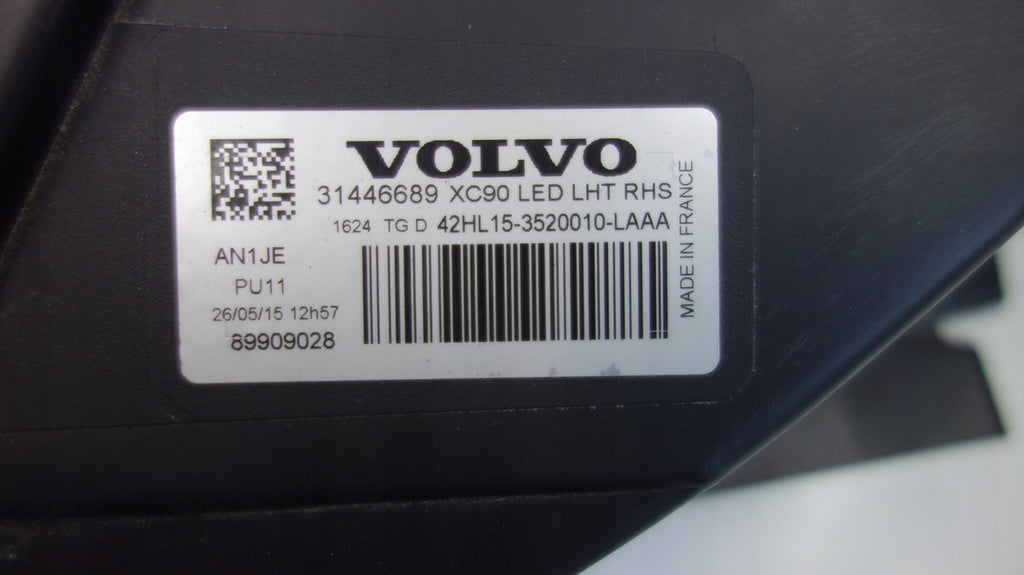 VOLVO
31446689 XC90 LED LHT RHS
1624 TG D 42HL15-3520010-LAAA
AN1JE
PU11
26/05/15 12h57
89909028
MADE IN FRANCE